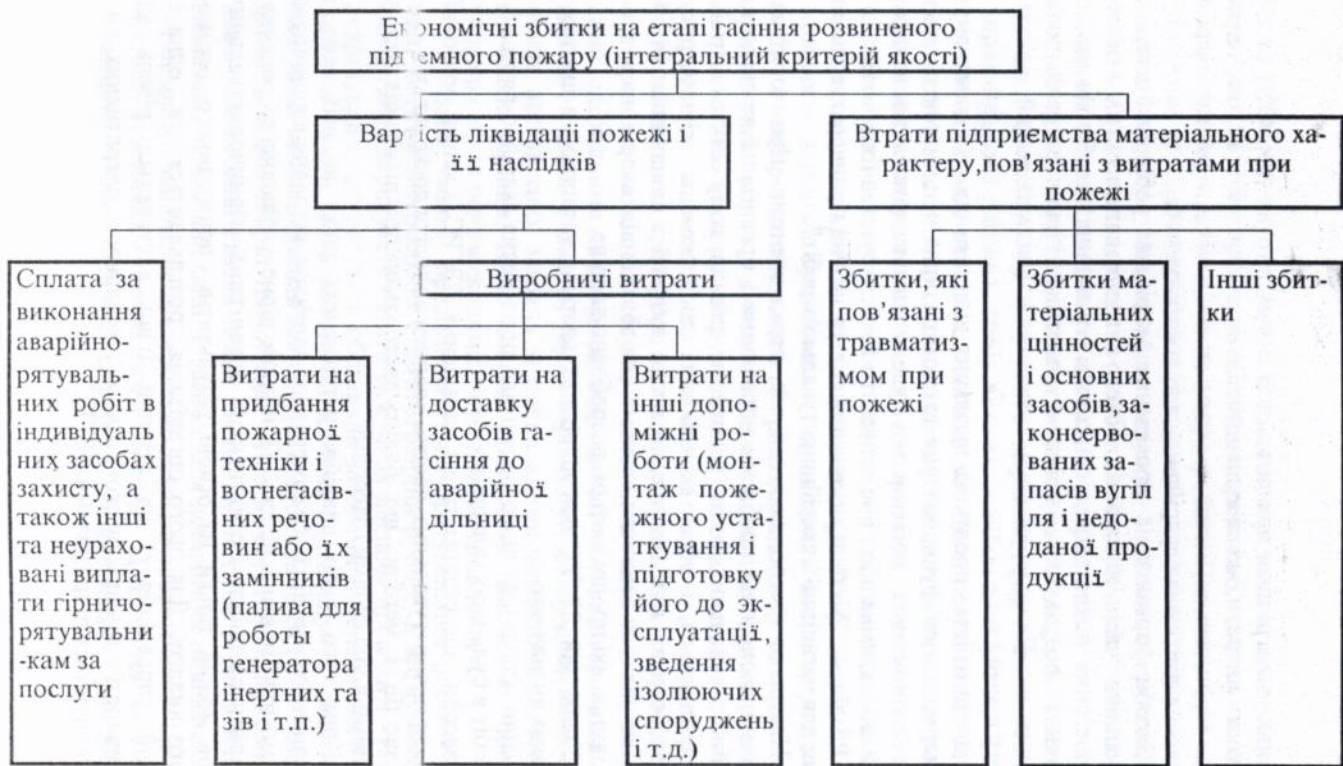 Економічні збитки на етапі гасіння розвиненого
підземного пожару (інтегральний критерій якості)
Вартість ліквідації пожежі і
її наслідків
Втрати підприємства матеріального ха-
рактеру,пов'язані з витратами при
пожежі
Сплата за
виконання
аварійно-
рятуваль-
них робіт в
індивідуаль
них засобах
захисту, а
також інші
та неурахо-
вані випла-
ти гірничо-
рятувальни
-кам за
послуги
Виробничі витрати
Витрати на
придбання
пожарної
техніки і
вогнегасів-
них речо-
вин або їх
замінників
(палива для
роботи
генератора
інертних га
зів і т.п.)
Витрати на
доставку
засобів га-
сіння до
аварійної
дільниці
Витрати на
інші допо-
міжні ро-
боти (мон-
таж поже-
жного уста-
ткування і
підготовку
його до эк-
сплуатації,
зведення
ізолюючих
споруджень
і т.д.)
Збитки, які
пов'язані з
травматиз-
мом при
пожежі
Збитки ма-
теріальних
цінностей
і основних
засобів,за-
консерво-
ваних за-
пасів вугіл
ля і недо-
даної про-
дукції
Інші збит-
ки